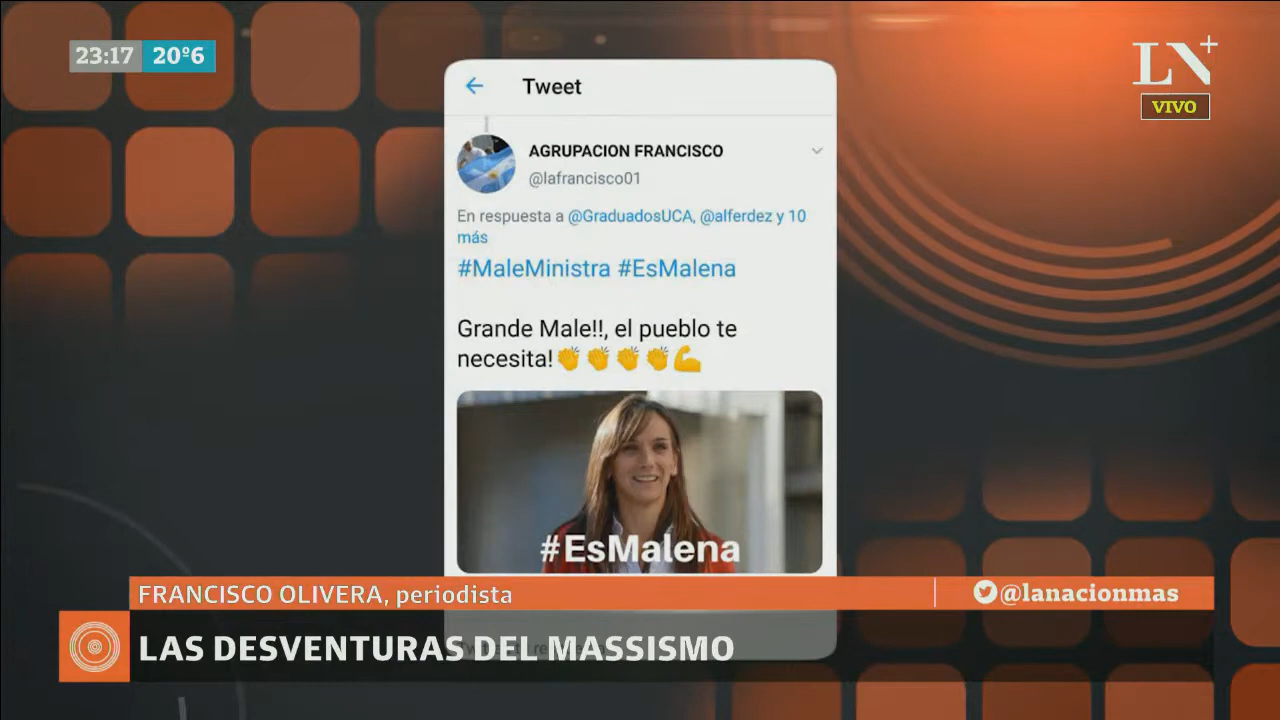 23:17 20º6
LN+
VIVO
Tweet
AGRUPACION FRANCISCO
@lafrancisco01
En respuesta a @GraduadosUCA, @alferdez y 10
más
#MaleMinistra #EsMalena
Grande Male!!, el pueblo te
necesita!👏👏👏👏💪
#EsMalena
FRANCISCO OLIVERA, periodista
@lanacionmas
LAS DESVENTURAS DEL MASSISMO